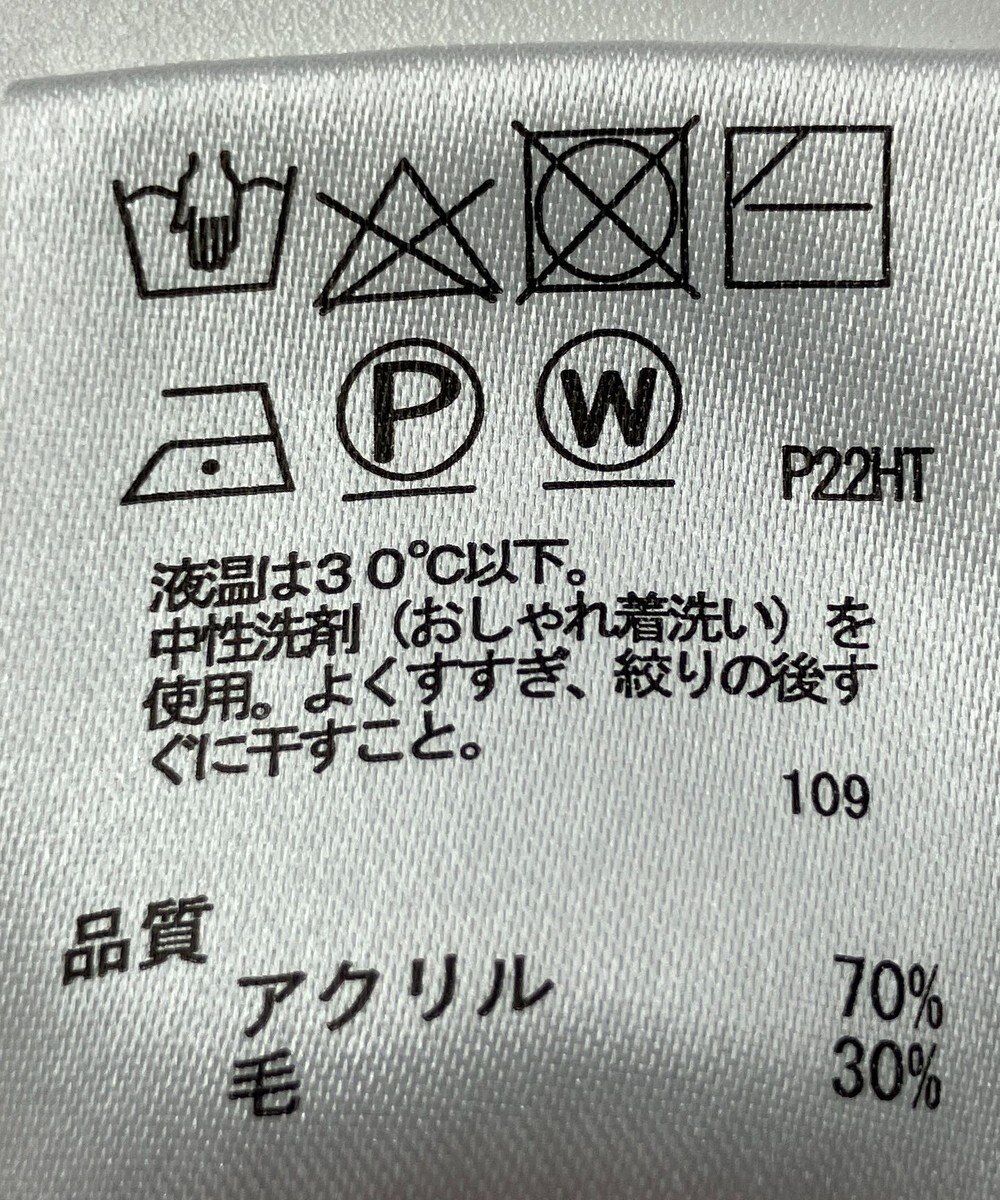 P
W
P22HT
液温は30℃以下。
中性洗剤（おしゃれ着洗い）を
使用。よくすすぎ、絞りの後す
ぐに干すこと。
109
品質
アクリル 70%
毛 30%